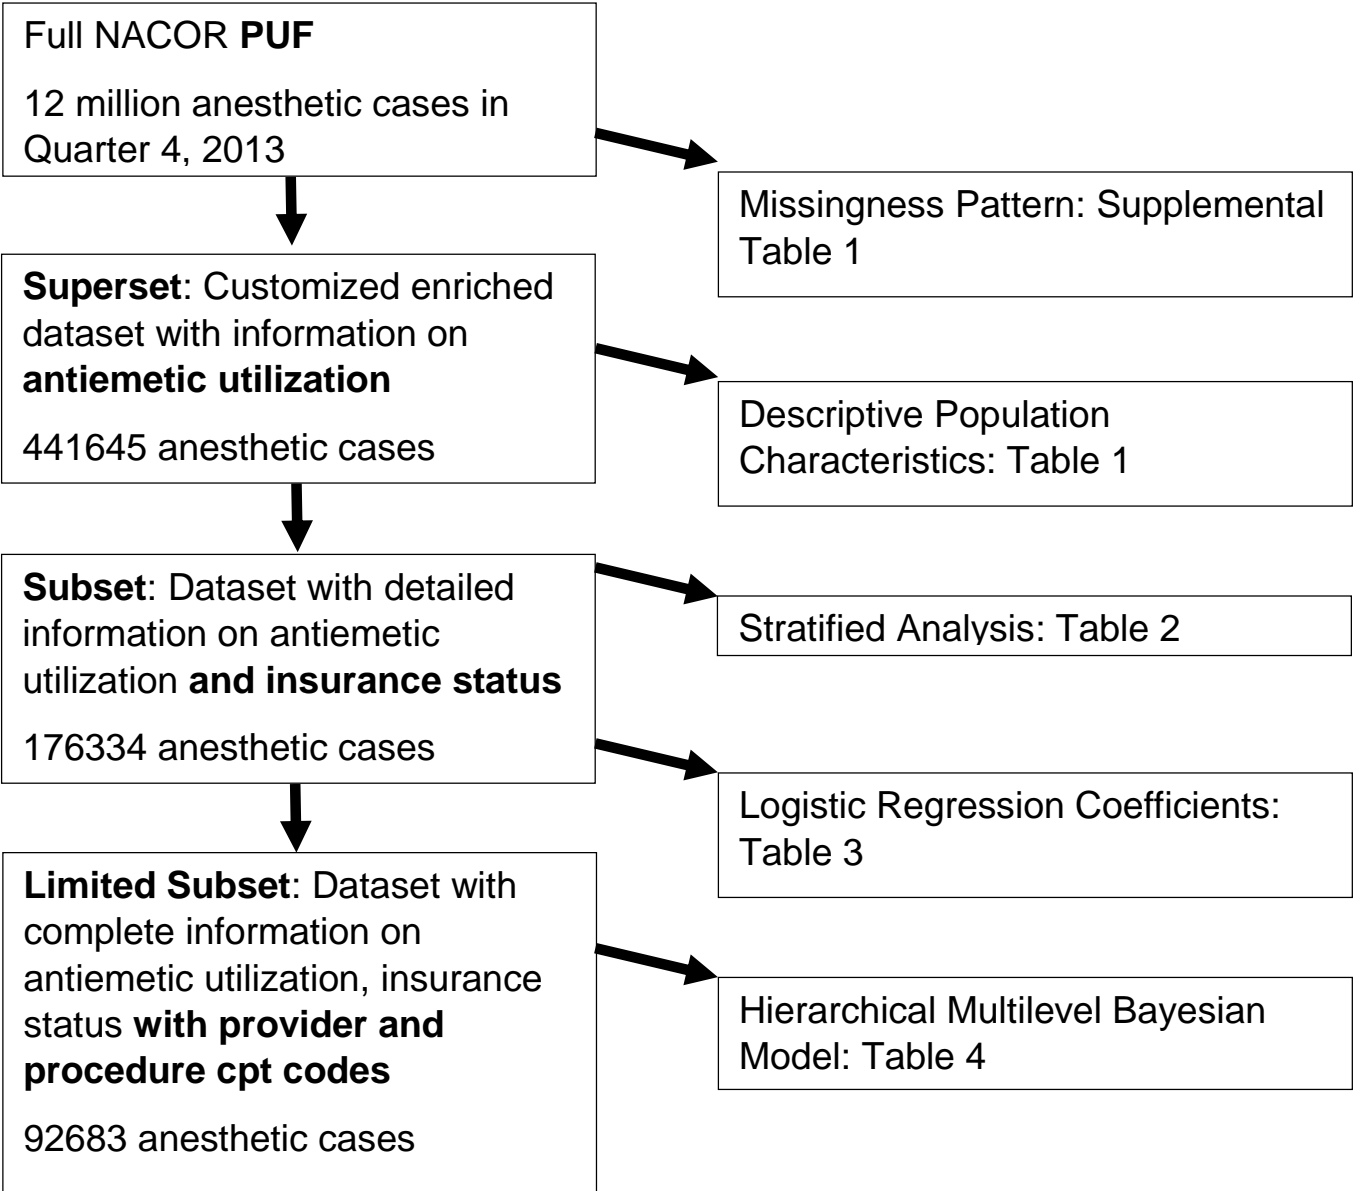 Full NACOR PUF
12 million anesthetic cases in
Quarter 4, 2013
Missingness Pattern: Supplemental
Table 1
Superset: Customized enriched
dataset with information on
antiemetic utilization
441645 anesthetic cases
Descriptive Population
Characteristics: Table 1
Subset: Dataset with detailed
information on antiemetic
utilization and insurance status
176334 anesthetic cases
Stratified Analysis: Table 2
Logistic Regression Coefficients:
Table 3
Limited Subset: Dataset with
complete information on
antiemetic utilization, insurance
status with provider and
procedure cpt codes
92683 anesthetic cases
Hierarchical Multilevel Bayesian
Model: Table 4